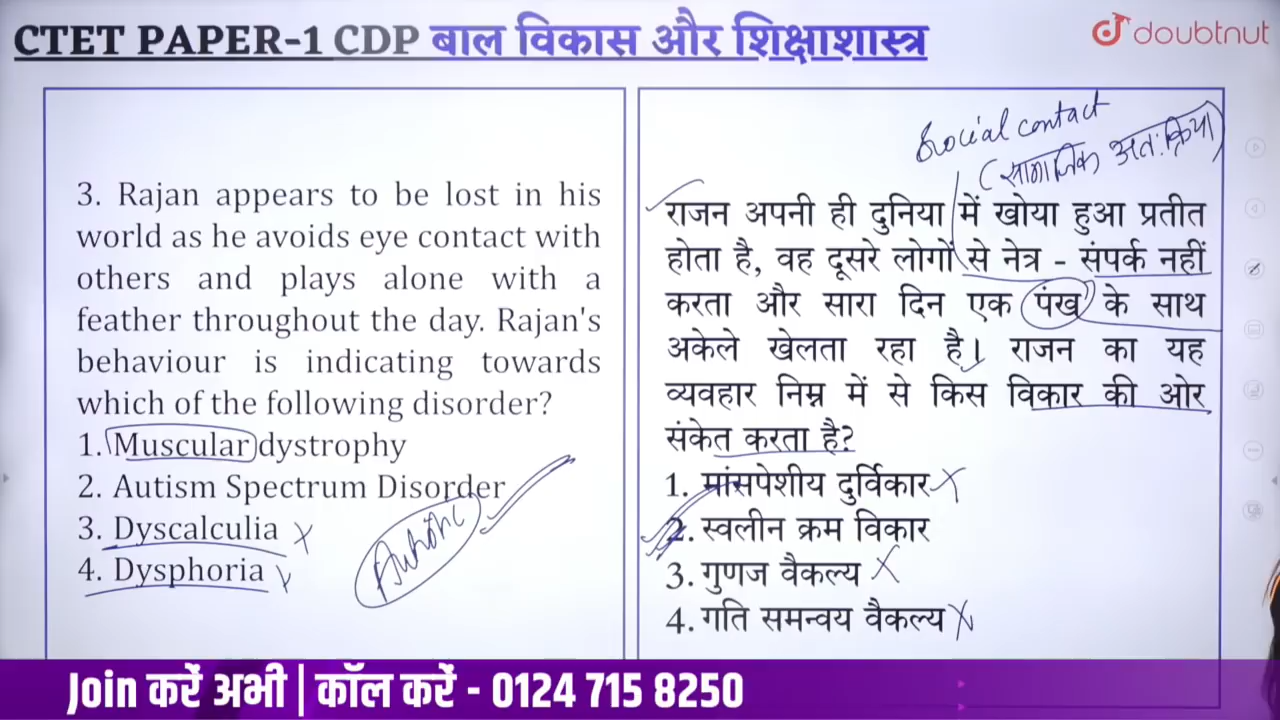 CTET PAPER-1 CDP बाल विकास और शिक्षाशास्त्र
doubtnut
3. Rajan appears to be lost in his
world as he avoids eye contact with
others and plays alone with a
feather throughout the day. Rajan's
behaviour is indicating towards
which of the following disorder?
1. Muscular dystrophy
2. Autism Spectrum Disorder
3. Dyscalculia
4. Dysphoria
Autistic
Social contact
(सामाजिक अतः क्रिया)
राजन अपनी ही दुनिया में खोया हुआ प्रतीत
होता है, वह दूसरे लोगों से नेत्र - संपर्क नहीं
करता और सारा दिन एक पंख के साथ
अकेले खेलता रहा है। राजन का यह
व्यवहार निम्न में से किस विकार की ओर
संकेत करता है?
1. मांसपेशीय दुर्विकार
2. स्वलीन क्रम विकार
3. गुणज वैकल्य
4. गति समन्वय वैकल्य
Join करें अभी | कॉल करें - 0124 715 8250